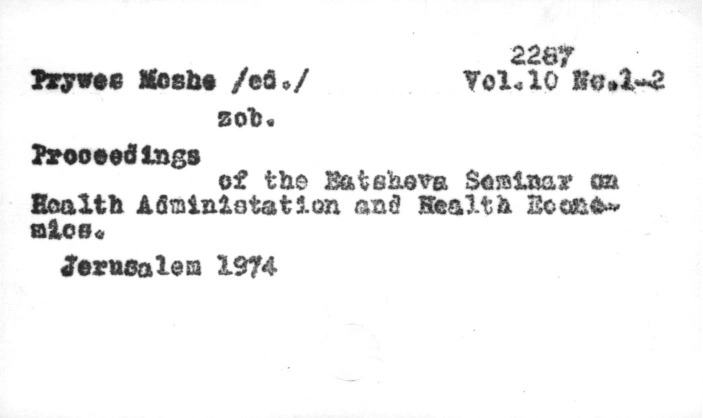 2287
Prywes Moshe /ed./ Vol.10 No.1-2
zob.
Proceedings
of the Batsheva Seminar on
Health Administation and Health Econo-
mics.
Jerusalem 1974